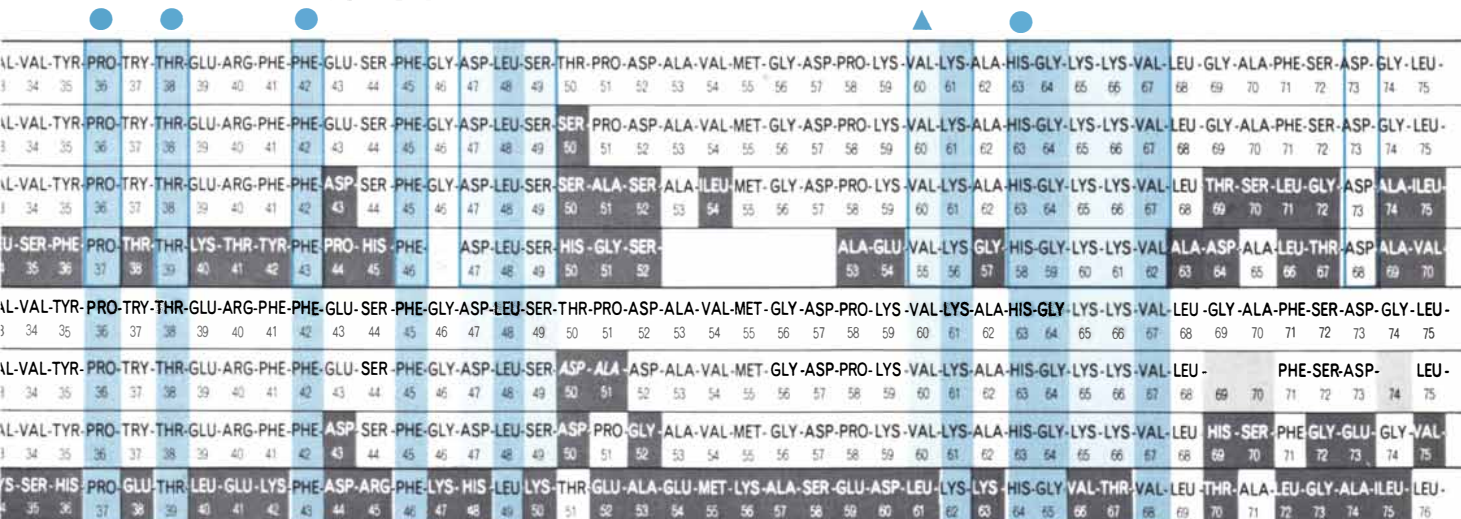 AL-VAL-TYR-PRO-TRY-THR-GLU-ARG-PHE-PHE-GLU-SER-PHE-GLY-ASP-LEU-SER-THR-PRO-ASP-ALA-VAL-MET-GLY-ASP-PRO-LYS-VAL-LYS-ALA-HIS-GLY-LYS-LYS-VAL-LEU-GLY-ALA-PHE-SER-ASP-GLY-LEU-
34 35 36 37 38 39 40 41 42 43 44 45 46 47 48 49 50 51 52 53 54 55 56 57 58 59 60 61 62 63 64 65 66 67 68 69 70 71 72 73 74 75
AL-VAL-TYR-PRO-TRY-THR-GLU-ARG-PHE-PHE-GLU-SER-PHE-GLY-ASP-LEU-SER-SER-PRO-ASP-ALA-VAL-MET-GLY-ASP-PRO-LYS-VAL-LYS-ALA-HIS-GLY-LYS-LYS-VAL-LEU-GLY-ALA-PHE-SER-ASP-GLY-LEU-
34 35 36 37 38 39 40 41 42 43 44 45 46 47 48 49 50 51 52 53 54 55 56 57 58 59 60 61 62 63 64 65 66 67 68 69 70 71 72 73 74 75
AL-VAL-TYR-PRO-TRY-THR-GLU-ARG-PHE-PHE-ASP-SER-PHE-GLY-ASP-LEU-SER-SER-ALA-SER-ALA-ILEU-MET-GLY-ASP-PRO-LYS-VAL-LYS-ALA-HIS-GLY-LYS-LYS-VAL-LEU THR-SER-LEU-GLY-ASP-ALA-ILEU-
34 35 36 37 38 39 40 41 42 43 44 45 46 47 48 49 50 51 52 53 54 55 56 57 58 59 60 61 62 63 64 65 66 67 68 69 70 71 72 73 74 75
U-SER-PHE-PRO-THR-THR-LYS-THR-TYR-PHE-PRO-HIS-PHE- ASP-LEU-SER-HIS-GLY-SER- ALA-GLU-VAL-LYS-GLY-HIS-GLY-LYS-LYS-VAL-ALA-ASP-ALA-LEU-THR-ASP-ALA-VAL-
35 36 37 38 39 40 41 42 43 44 45 46 47 48 49 50 51 52 53 54 55 56 57 58 59 60 61 62 63 64 65 66 67 68 69 70
AL-VAL-TYR-PRO-TRY-THR-GLU-ARG-PHE-PHE-GLU-SER-PHE-GLY-ASP-LEU-SER-THR-PRO-ASP-ALA-VAL-MET-GLY-ASP-PRO-LYS-VAL-LYS-ALA-HIS-GLY-LYS-LYS-VAL-LEU-GLY-ALA-PHE-SER-ASP-GLY-LEU-
34 35 36 37 38 39 40 41 42 43 44 45 46 47 48 49 50 51 52 53 54 55 56 57 58 59 60 61 62 63 64 65 66 67 68 69 70 71 72 73 74 75
AL-VAL-TYR-PRO-TRY-THR-GLU-ARG-PHE-PHE-GLU-SER-PHE-GLY-ASP-LEU-SER-ASP-ALA-ASP-ALA-VAL-MET-GLY-ASP-PRO-LYS-VAL-LYS-ALA-HIS-GLY-LYS-LYS-VAL-LEU- PHE-SER-ASP- LEU-
34 35 36 37 38 39 40 41 42 43 44 45 46 47 48 49 50 51 52 53 54 55 56 57 58 59 60 61 62 63 64 65 66 67 68 69 70 71 72 73 74 75
AL-VAL-TYR-PRO-TRY-THR-GLU-ARG-PHE-PHE-ASP-SER-PHE-GLY-ASP-LEU-SER-ASP-PRO-GLY-ALA-VAL-MET-GLY-ASP-PRO-LYS-VAL-LYS-ALA-HIS-GLY-LYS-LYS-VAL-LEU HIS-SER-PHE-GLY-GLU-GLY-VAL-
34 35 36 37 38 39 40 41 42 43 44 45 46 47 48 49 50 51 52 53 54 55 56 57 58 59 60 61 62 63 64 65 66 67 68 69 70 71 72 73 74 75
YS-SER-HIS-PRO-GLU-THR-LEU-GLU-LYS-PHE-ASP-ARG-PHE-LYS-HIS-LEU-LYS-THR-GLU-ALA-GLU-MET-LYS-ALA-SER-GLU-ASP-LEU-LYS-LYS-HIS-GLY-VAL-THR-VAL-LEU-THR-ALA-LEU-GLY-ALA-ILEU-LEU-
35 36 37 38 39 40 41 42 43 44 45 46 47 48 49 50 51 52 53 54 55 56 57 58 59 60 61 62 63 64 65 66 67 68 69 70 71 72 73 74 75 76